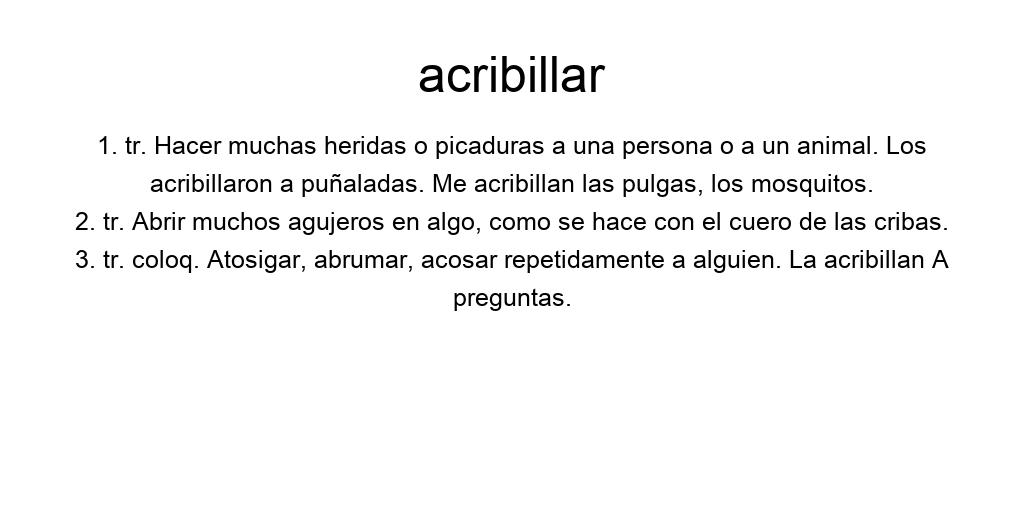 acribillar
1. tr. Hacer muchas heridas o picaduras a una persona o a un animal. Los
acribillaron a puñaladas. Me acribillan las pulgas, los mosquitos.
2. tr. Abrir muchos agujeros en algo, como se hace con el cuero de las cribas.
3. tr. coloq. Atosigar, abrumar, acosar repetidamente a alguien. La acribillan A
preguntas.